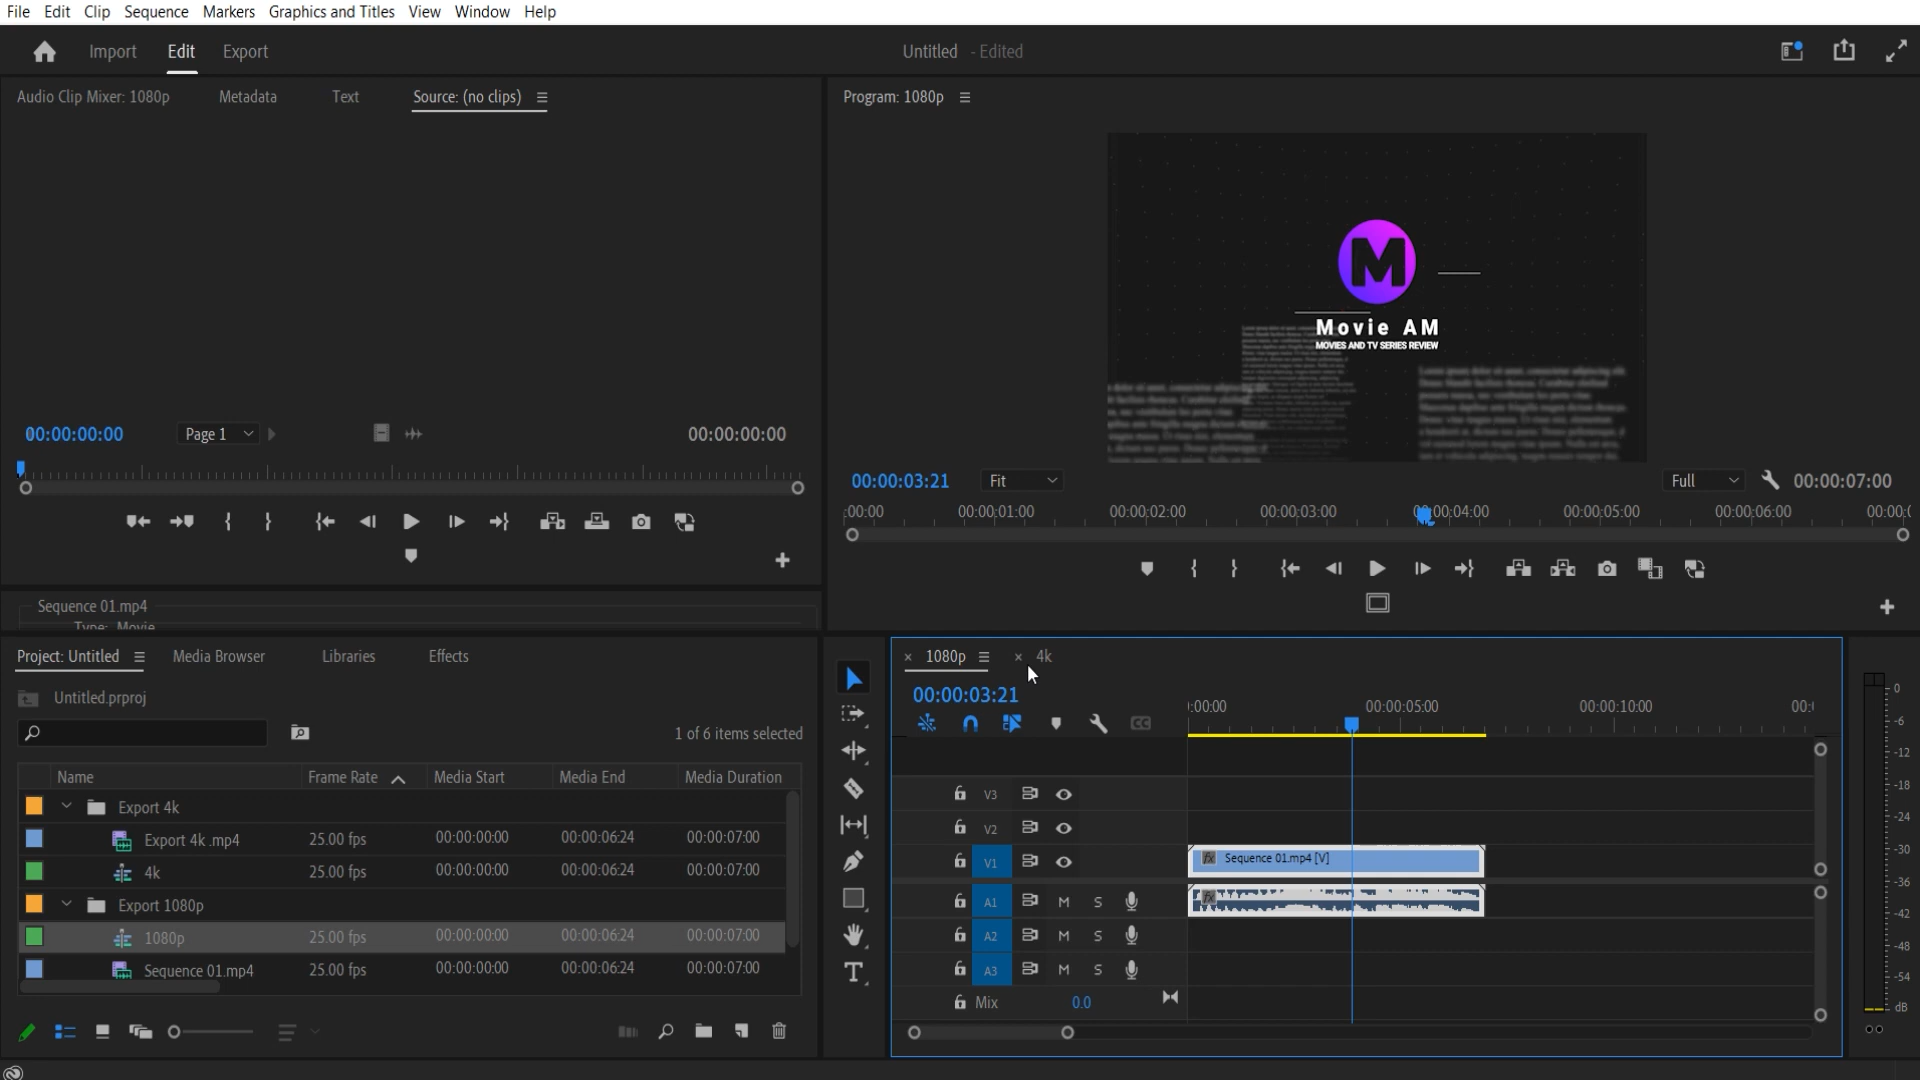 File Edit Clip Sequence Markers Graphics and Titles View Window Help
Import Edit Export
Untitled - Edited
Audio Clip Mixer: 1080p Metadata Text Source: (no clips)
Program: 1080p
M
Movie AM
MOVIES AND TV SERIES REVIEW
00:00:00:00 Page 1 00:00:00:00
00:00:03:21 Fit Full 00:00:07:00
:00:00 00:00:01:00 00:00:02:00 00:00:03:00 00:00:04:00 00:00:05:00 00:00:06:00 00:00:
Sequence 01.mp4
Type: Movie
Project: Untitled Media Browser Libraries Effects
Untitled.prproj
1 of 6 items selected
Name Frame Rate Media Start Media End Media Duration
Export 4k
Export 4k .mp4 25.00 fps 00:00:00:00 00:00:06:24 00:00:07:00
4k 25.00 fps 00:00:00:00 00:00:06:24 00:00:07:00
Export 1080p
1080p 25.00 fps 00:00:00:00 00:00:06:24 00:00:07:00
Sequence 01.mp4 25.00 fps 00:00:00:00 00:00:06:24 00:00:07:00
× 1080p × 4k
00:00:03:21
:00:00 00:00:05:00 00:00:10:00 00:
CC
V3
V2
V1 fx Sequence 01.mp4 [V]
A1 M S fx
A2 M S
A3 M S
Mix 0.0
0
-6
-12
-18
-24
-30
-36
-42
-48
-54
dB